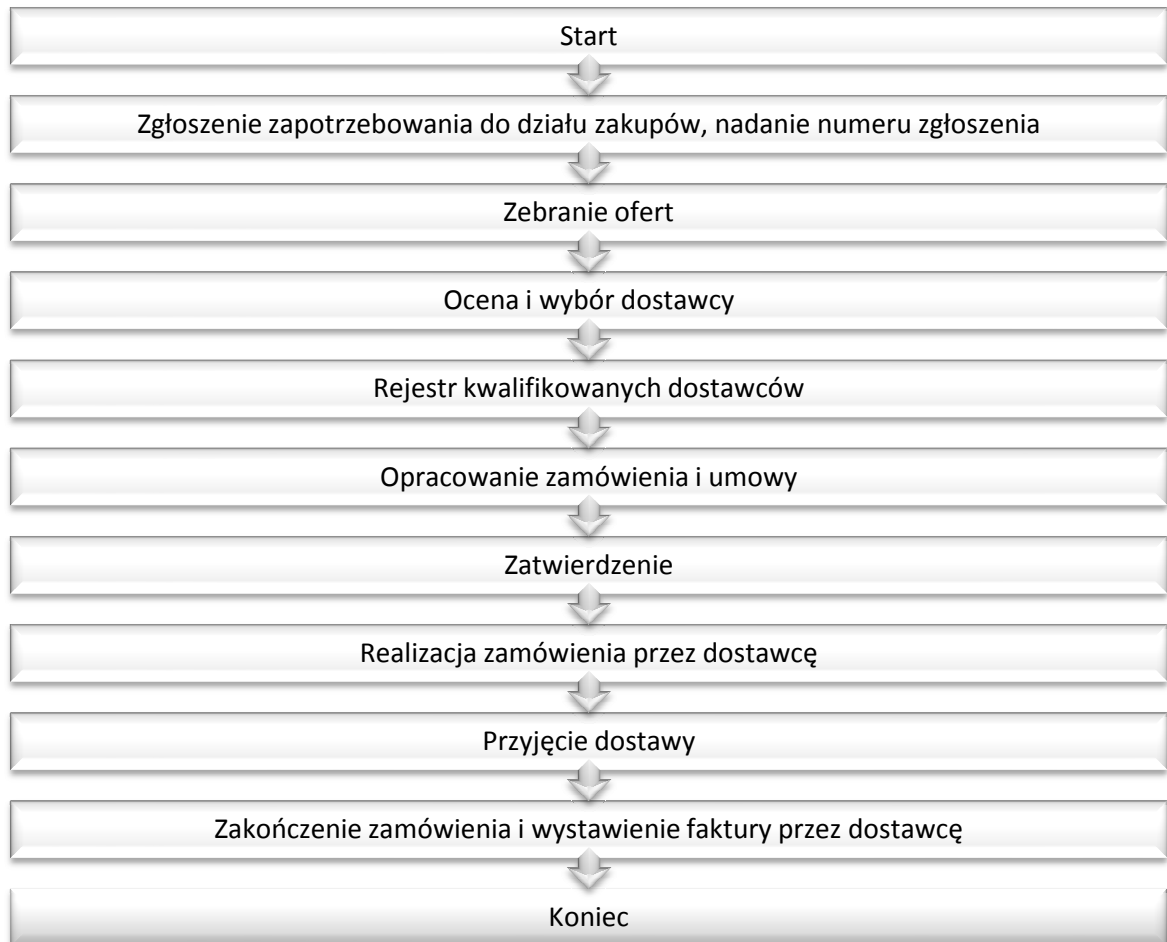 Start
Zgłoszenie zapotrzebowania do działu zakupów, nadanie numeru zgłoszenia
Zebranie ofert
Ocena i wybór dostawcy
Rejestr kwalifikowanych dostawców
Opracowanie zamówienia i umowy
Zatwierdzenie
Realizacja zamówienia przez dostawcę
Przyjęcie dostawy
Zakończenie zamówienia i wystawienie faktury przez dostawcę
Koniec